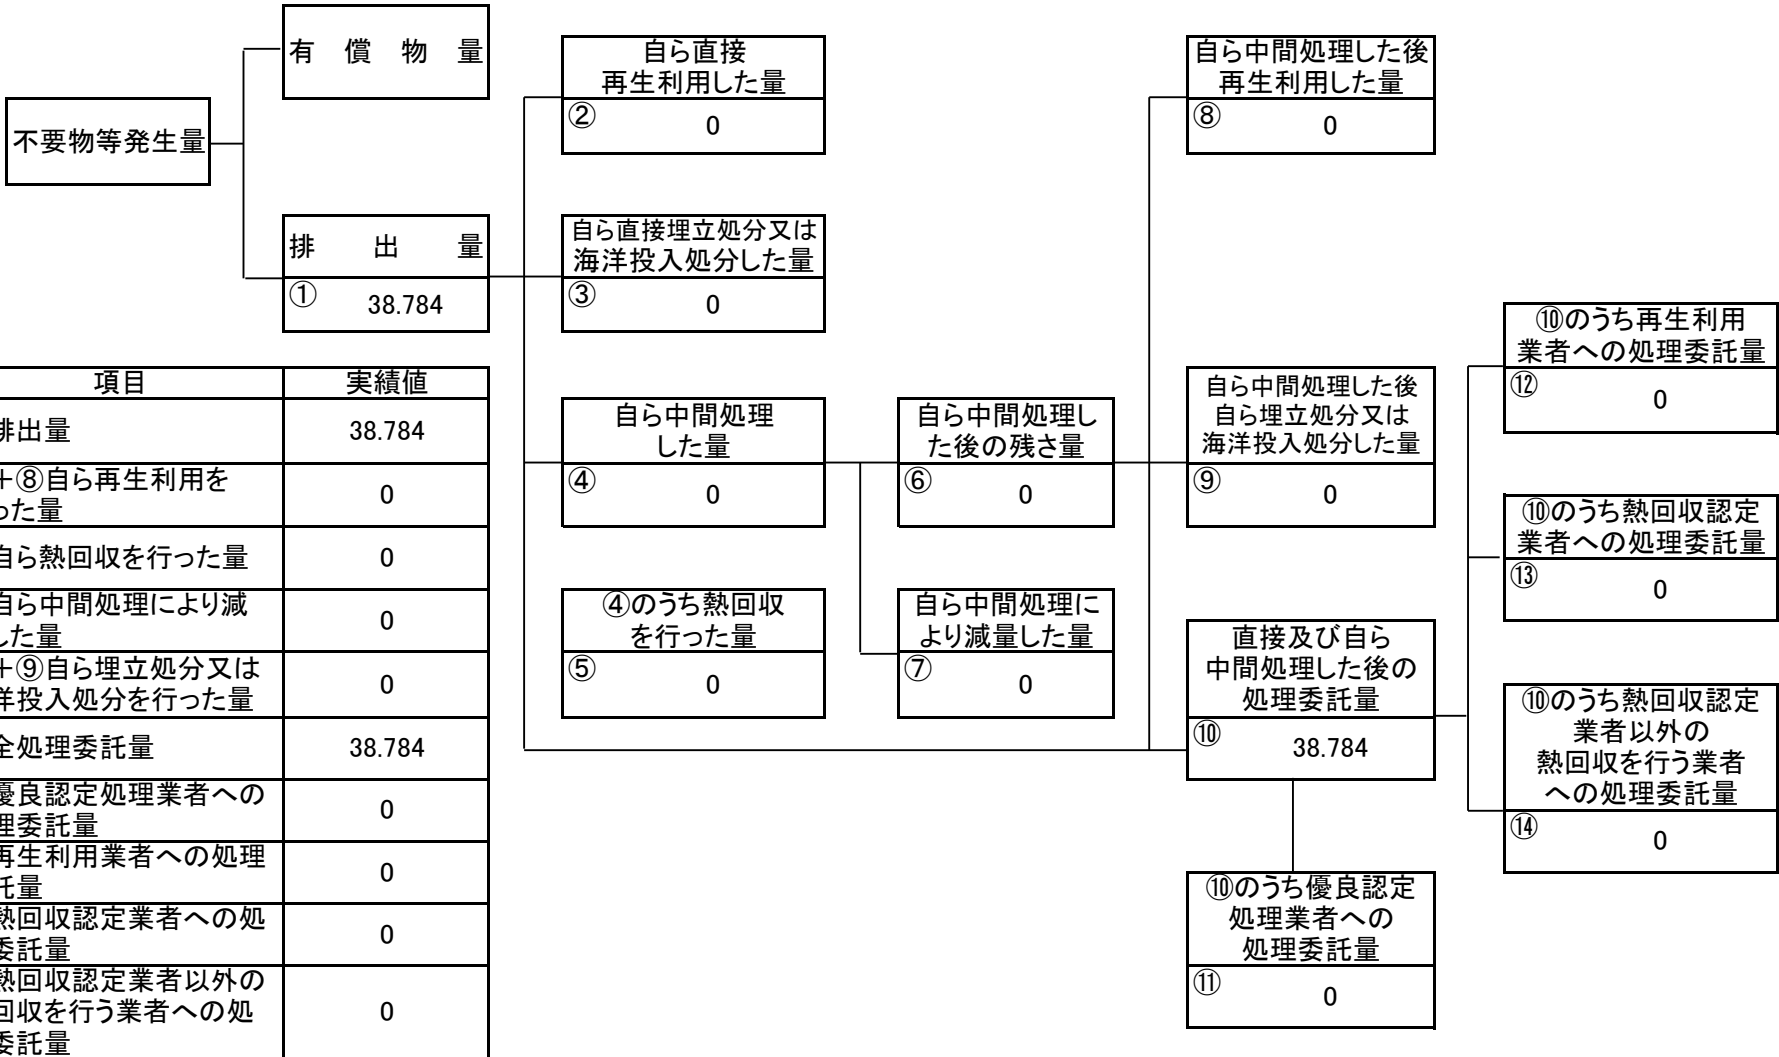 有償物量
不要物等発生量
排出量
① 38.784
自ら直接
再生利用した量
② 0
自ら直接埋立処分又は
海洋投入処分した量
③ 0
自ら中間処理
した量
④ 0
④のうち熱回収
を行った量
⑤ 0
自ら中間処理し
た後の残さ量
⑥ 0
自ら中間処理に
より減量した量
⑦ 0
自ら中間処理した後
再生利用した量
⑧ 0
自ら中間処理した後
自ら埋立処分又は
海洋投入処分した量
⑨ 0
直接及び自ら
中間処理した後の
処理委託量
⑩ 38.784
⑩のうち優良認定
処理業者への
処理委託量
⑪ 0
⑩のうち再生利用
業者への処理委託量
⑫ 0
⑩のうち熱回収認定
業者への処理委託量
⑬ 0
⑩のうち熱回収認定
業者以外の
熱回収を行う業者
への処理委託量
⑭ 0
項目 実績値
排出量 38.784
+⑧自ら再生利用を
った量 0
自ら熱回収を行った量 0
自ら中間処理により減
した量 0
+⑨自ら埋立処分又は
洋投入処分を行った量 0
全処理委託量 38.784
優良認定処理業者への
理委託量 0
再生利用業者への処理
託量 0
熱回収認定業者への処
委託量 0
熱回収認定業者以外の
回収を行う業者への処
委託量 0